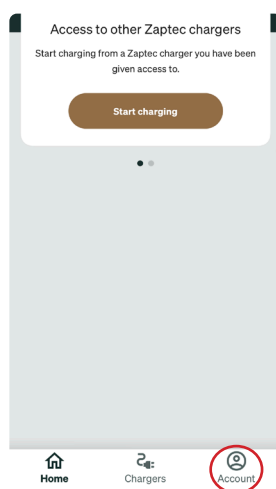 Access to other Zaptec chargers
Start charging from a Zaptec charger you have been
given access to.
Start charging
Home
Chargers
Account